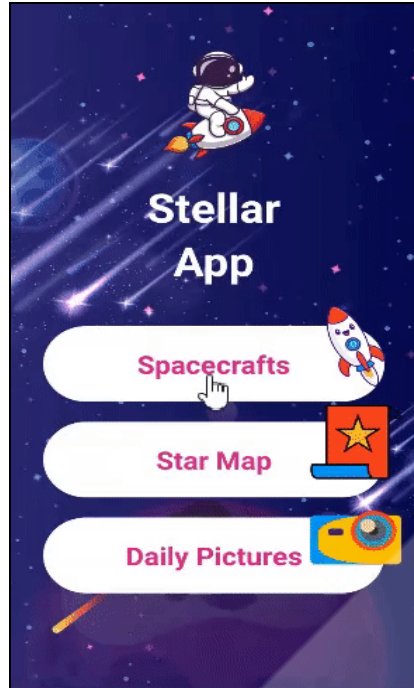 Stellar
App
Spacecrafts
Star Map
Daily Pictures